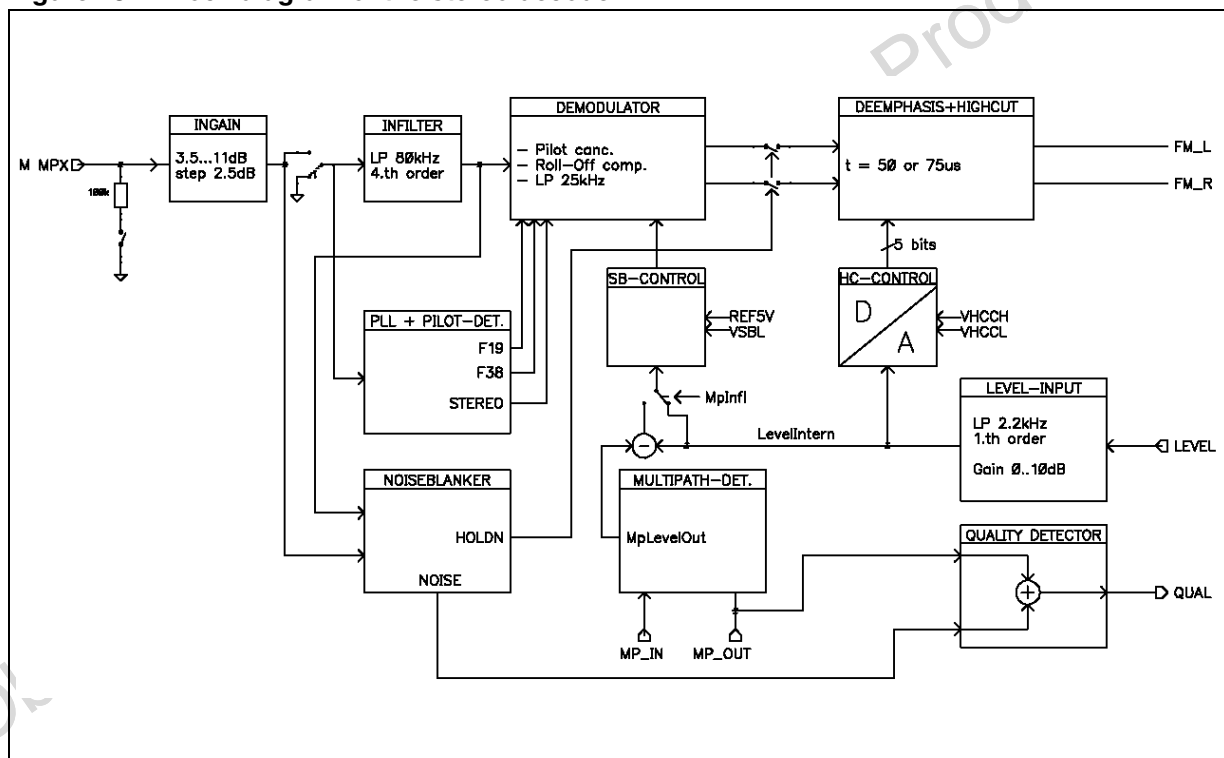 DEMODULATOR
DEEMPHASIS+HIGHCUT
INGAIN
INFILTER
M MPX
3.5...11dB
step 2.5dB
LP 80kHz
4.th order
— Pilot canc.
— Roll-Off comp.
— LP 25kHz
t = 50 or 75us
FM_L
FM_R
100k
5 bits
SB-CONTROL
HC-CONTROL
PLL + PILOT-DET.
F19
F38
STEREO
REF5V
VSBL
D
A
VHCCH
VHCCL
MpInfl
LevelIntern
LEVEL-INPUT
LP 2.2kHz
1.th order
Gain 0..10dB
LEVEL
NOISEBLANKER
HOLDN
NOISE
MULTIPATH-DET.
MpLevelOut
QUALITY DETECTOR
QUAL
MP_IN
MP_OUT